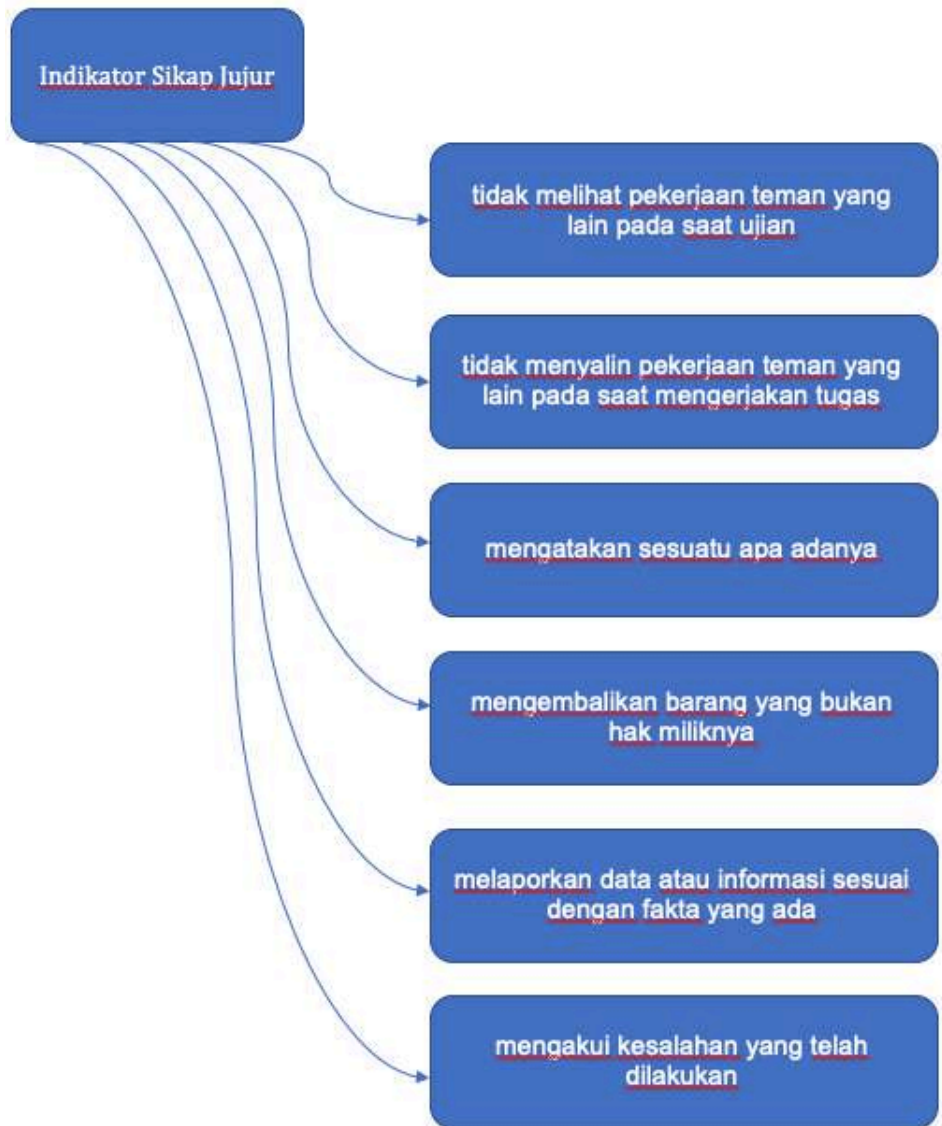 Indikator Sikap Jujur
tidak melihat pekerjaan teman yang
lain pada saat ujian
tidak menyalin pekerjaan teman yang
lain pada saat mengerjakan tugas
mengatakan sesuatu apa adanya
mengembalikan barang yang bukan
hak miliknya
melaporkan data atau informasi sesuai
dengan fakta yang ada
mengakui kesalahan yang telah
dilakukan